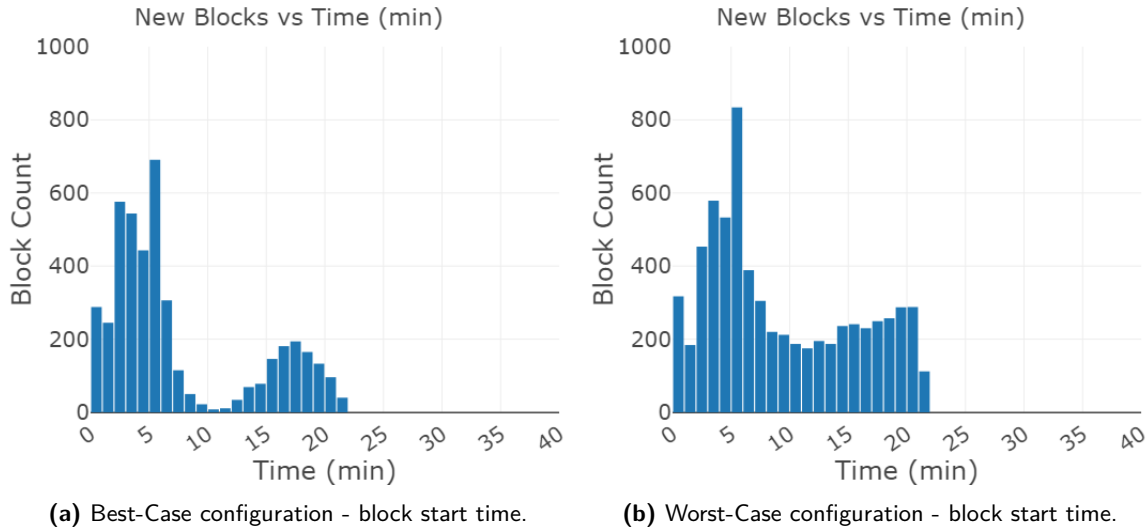 New Blocks vs Time (min)
1000
800
600
400
200
0
Block Count
0 5 10 15 20 25 30 35 40
Time (min)
(a) Best-Case configuration - block start time.
New Blocks vs Time (min)
1000
800
600
400
200
0
Block Count
0 5 10 15 20 25 30 35 40
Time (min)
(b) Worst-Case configuration - block start time.